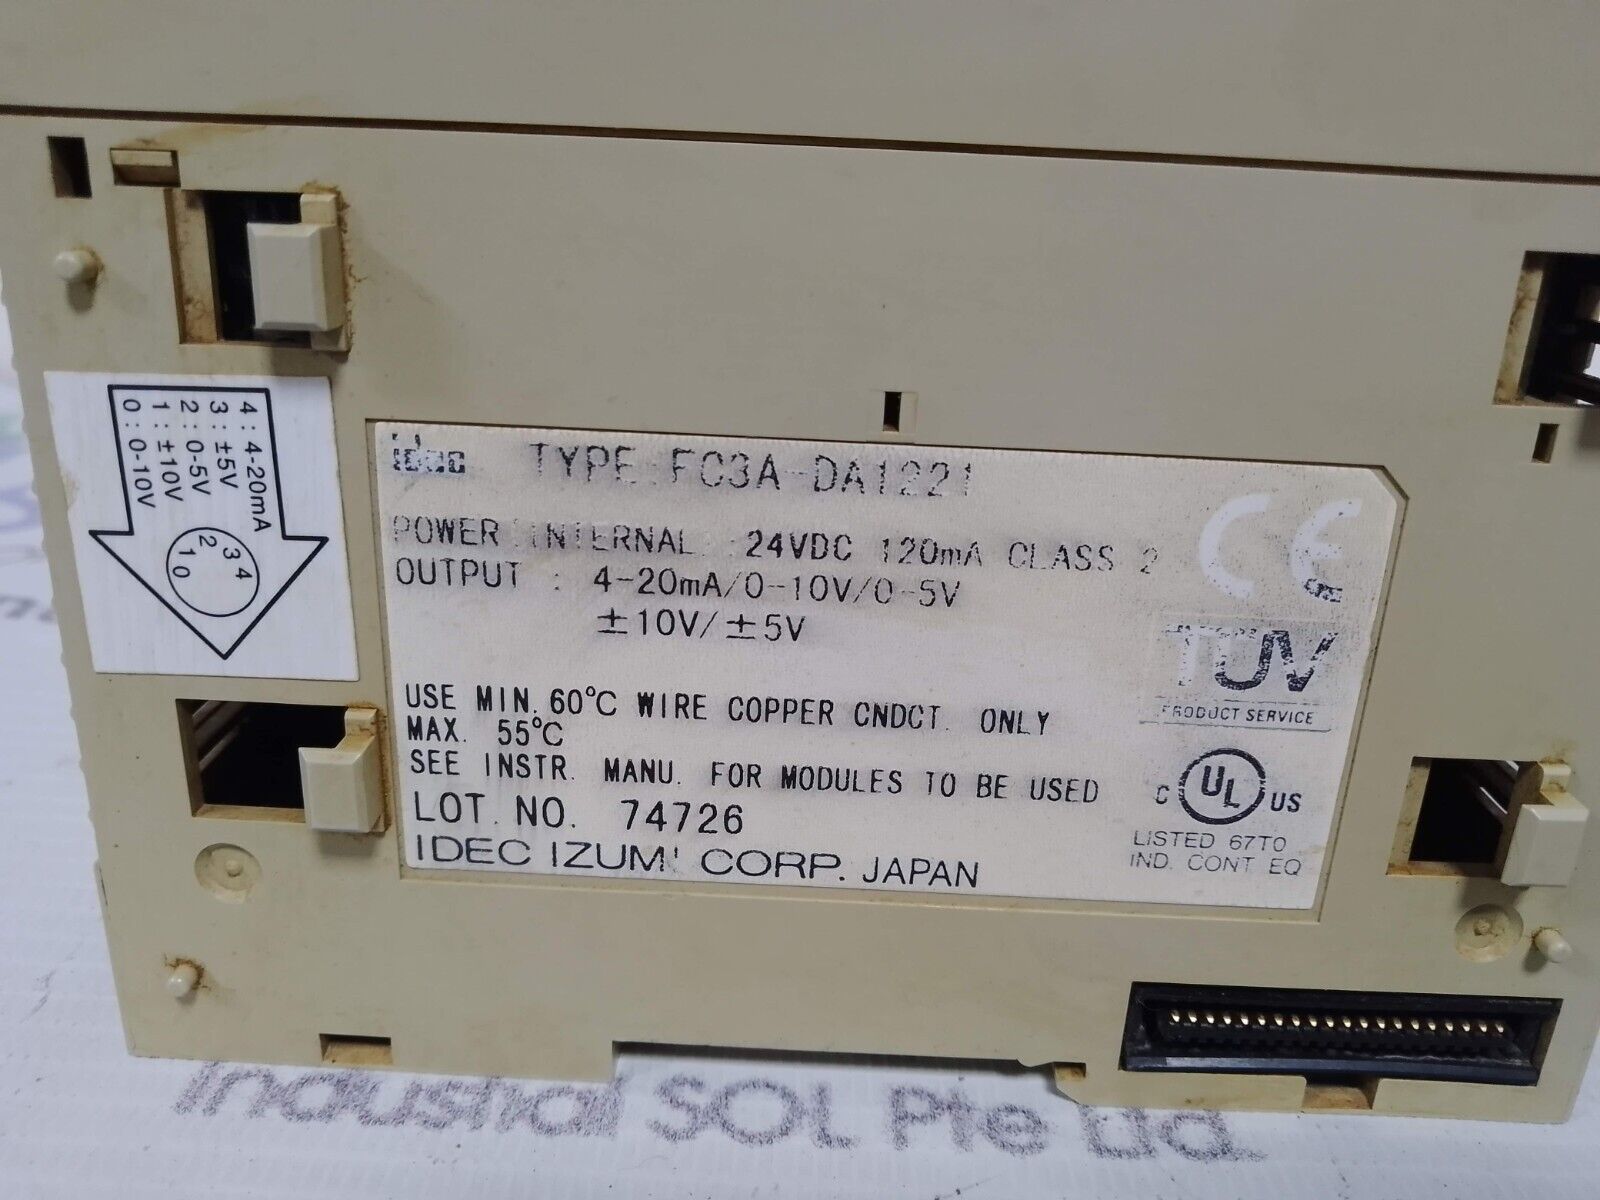 4 : 4-20mA
3 : ±5V
2 : 0-5V
1 : ±10V
0 : 0-10V
0 1 2 3 4
idec TYPE FC3A-DA1221
POWER INTERNAL : 24VDC 120mA CLASS 2
OUTPUT : 4-20mA/0-10V/0-5V
±10V/±5V
CE
TÜV
PRODUCT SERVICE
USE MIN. 60°C WIRE COPPER CNDCT. ONLY
MAX. 55°C
SEE INSTR. MANU. FOR MODULES TO BE USED
C UL US
LOT. NO. 74726
LISTED 67T0
IND. CONT. EQ
IDEC IZUMI CORP. JAPAN
Industrial SOL Pte Ltd.